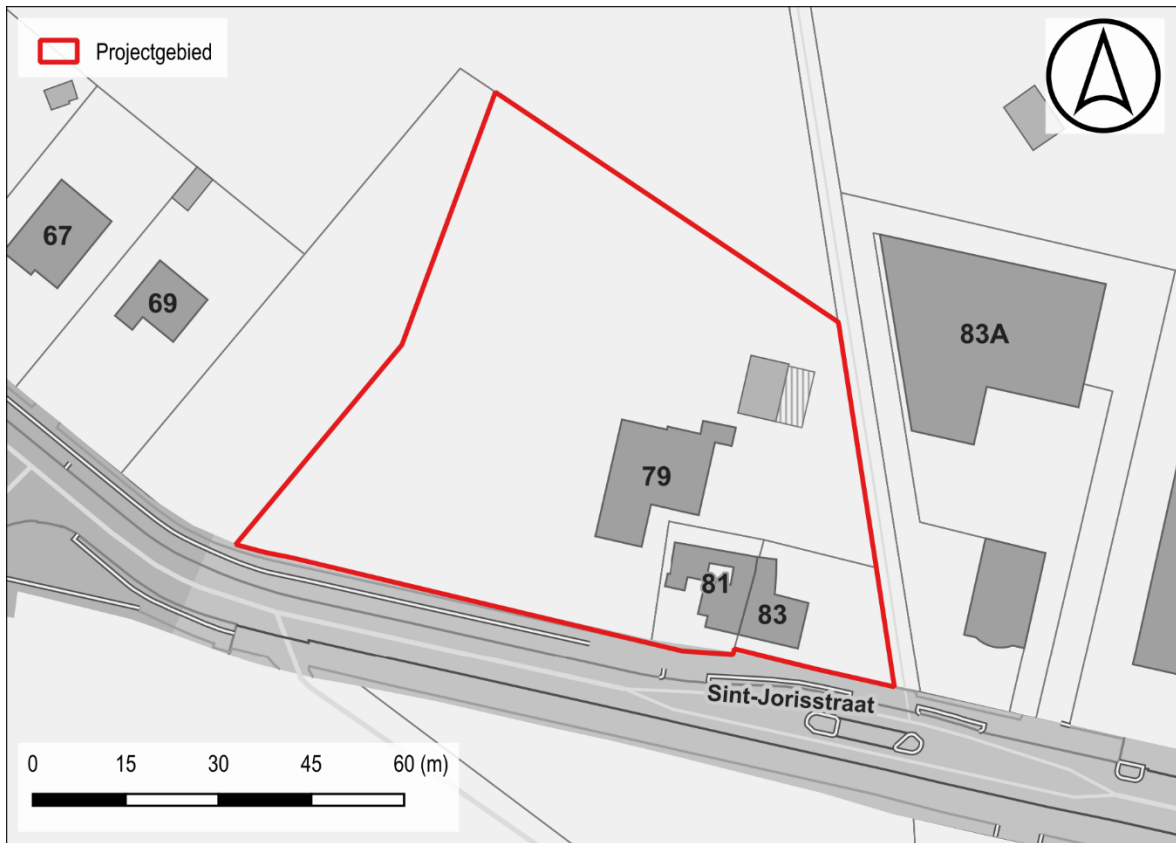 Projectgebied
67
69
83A
79
81
83
Sint-Jorisstraat
0 15 30 45 60 (m)